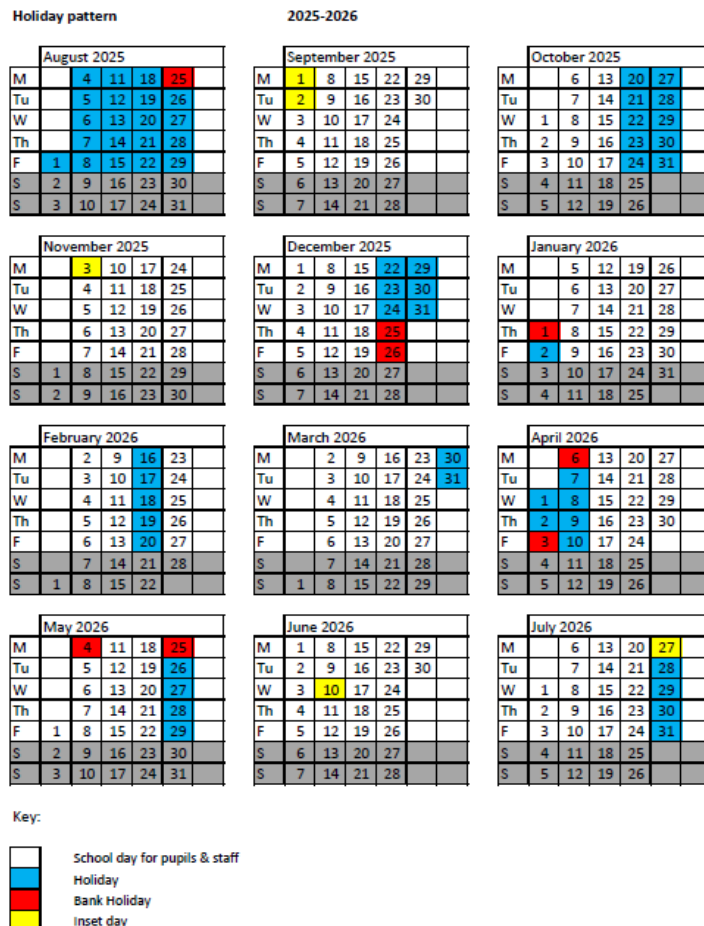 Holiday pattern 2025-2026
August 2025 September 2025 October 2025
M 4 11 18 25 M 1 8 15 22 29 M 6 13 20 27
Tu 5 12 19 26 Tu 2 9 16 23 30 Tu 7 14 21 28
W 6 13 20 27 W 3 10 17 24 W 1 8 15 22 29
Th 7 14 21 28 Th 4 11 18 25 Th 2 9 16 23 30
F 1 8 15 22 29 F 5 12 19 26 F 3 10 17 24 31
S 2 9 16 23 30 S 6 13 20 27 S 4 11 18 25
S 3 10 17 24 31 S 7 14 21 28 S 5 12 19 26
November 2025 December 2025 January 2026
M 3 10 17 24 M 1 8 15 22 29 M 5 12 19 26
Tu 4 11 18 25 Tu 2 9 16 23 30 Tu 6 13 20 27
W 5 12 19 26 W 3 10 17 24 31 W 7 14 21 28
Th 6 13 20 27 Th 4 11 18 25 Th 1 8 15 22 29
F 7 14 21 28 F 5 12 19 26 F 2 9 16 23 30
S 1 8 15 22 29 S 6 13 20 27 S 3 10 17 24 31
S 2 9 16 23 30 S 7 14 21 28 S 4 11 18 25
February 2026 March 2026 April 2026
M 2 9 16 23 M 2 9 16 23 30 M 6 13 20 27
Tu 3 10 17 24 Tu 3 10 17 24 31 Tu 7 14 21 28
W 4 11 18 25 W 4 11 18 25 W 1 8 15 22 29
Th 5 12 19 26 Th 5 12 19 26 Th 2 9 16 23 30
F 6 13 20 27 F 6 13 20 27 F 3 10 17 24
S 7 14 21 28 S 7 14 21 28 S 4 11 18 25
S 1 8 15 22 S 1 8 15 22 29 S 5 12 19 26
May 2026 June 2026 July 2026
M 4 11 18 25 M 1 8 15 22 29 M 6 13 20 27
Tu 5 12 19 26 Tu 2 9 16 23 30 Tu 7 14 21 28
W 6 13 20 27 W 3 10 17 24 W 1 8 15 22 29
Th 7 14 21 28 Th 4 11 18 25 Th 2 9 16 23 30
F 1 8 15 22 29 F 5 12 19 26 F 3 10 17 24 31
S 2 9 16 23 30 S 6 13 20 27 S 4 11 18 25
S 3 10 17 24 31 S 7 14 21 28 S 5 12 19 26
Key:
School day for pupils & staff
Holiday
Bank Holiday
Inset day